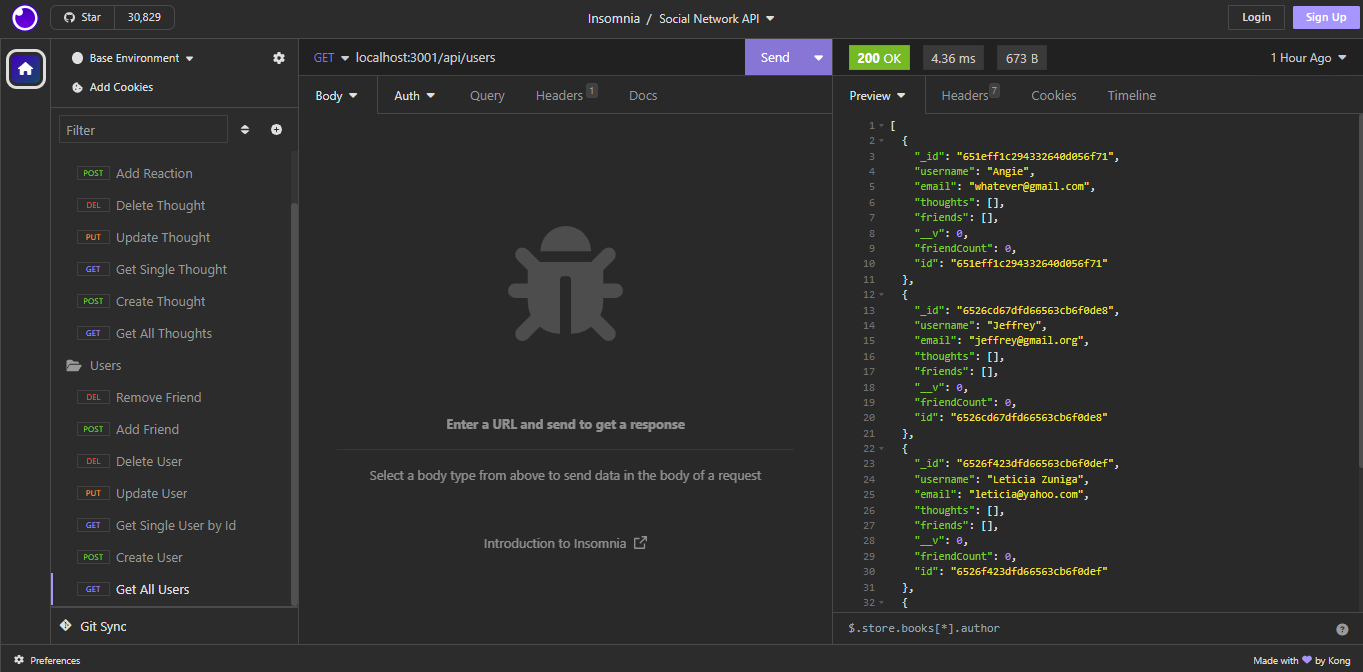 Star 30,829
Insomnia / Social Network API
Login
Sign Up
Base Environment
Add Cookies
Filter
POST Add Reaction
DEL Delete Thought
PUT Update Thought
GET Get Single Thought
POST Create Thought
GET Get All Thoughts
Users
DEL Remove Friend
POST Add Friend
DEL Delete User
PUT Update User
GET Get Single User by Id
POST Create User
GET Get All Users
Git Sync
Preferences
GET localhost:3001/api/users
Send
Body Auth Query Headers 1 Docs
Enter a URL and send to get a response
Select a body type from above to send data in the body of a request
Introduction to Insomnia
200 OK 4.36 ms 673 B 1 Hour Ago
Preview Headers 7 Cookies Timeline
1 [
2 {
3 "_id": "651eff1c294332640d056f71",
4 "username": "Angie",
5 "email": "whatever@gmail.com",
6 "thoughts": [],
7 "friends": [],
8 "__v": 0,
9 "friendCount": 0,
10 "id": "651eff1c294332640d056f71"
11 },
12 {
13 "_id": "6526cd67dfd66563cb6f0de8",
14 "username": "Jeffrey",
15 "email": "jeffrey@gmail.org",
16 "thoughts": [],
17 "friends": [],
18 "__v": 0,
19 "friendCount": 0,
20 "id": "6526cd67dfd66563cb6f0de8"
21 },
22 {
23 "_id": "6526f423dfd66563cb6f0def",
24 "username": "Leticia Zuniga",
25 "email": "leticia@yahoo.com",
26 "thoughts": [],
27 "friends": [],
28 "__v": 0,
29 "friendCount": 0,
30 "id": "6526f423dfd66563cb6f0def"
31 },
32 {
$.store.books[*].author
?
Made with 💜 by Kong